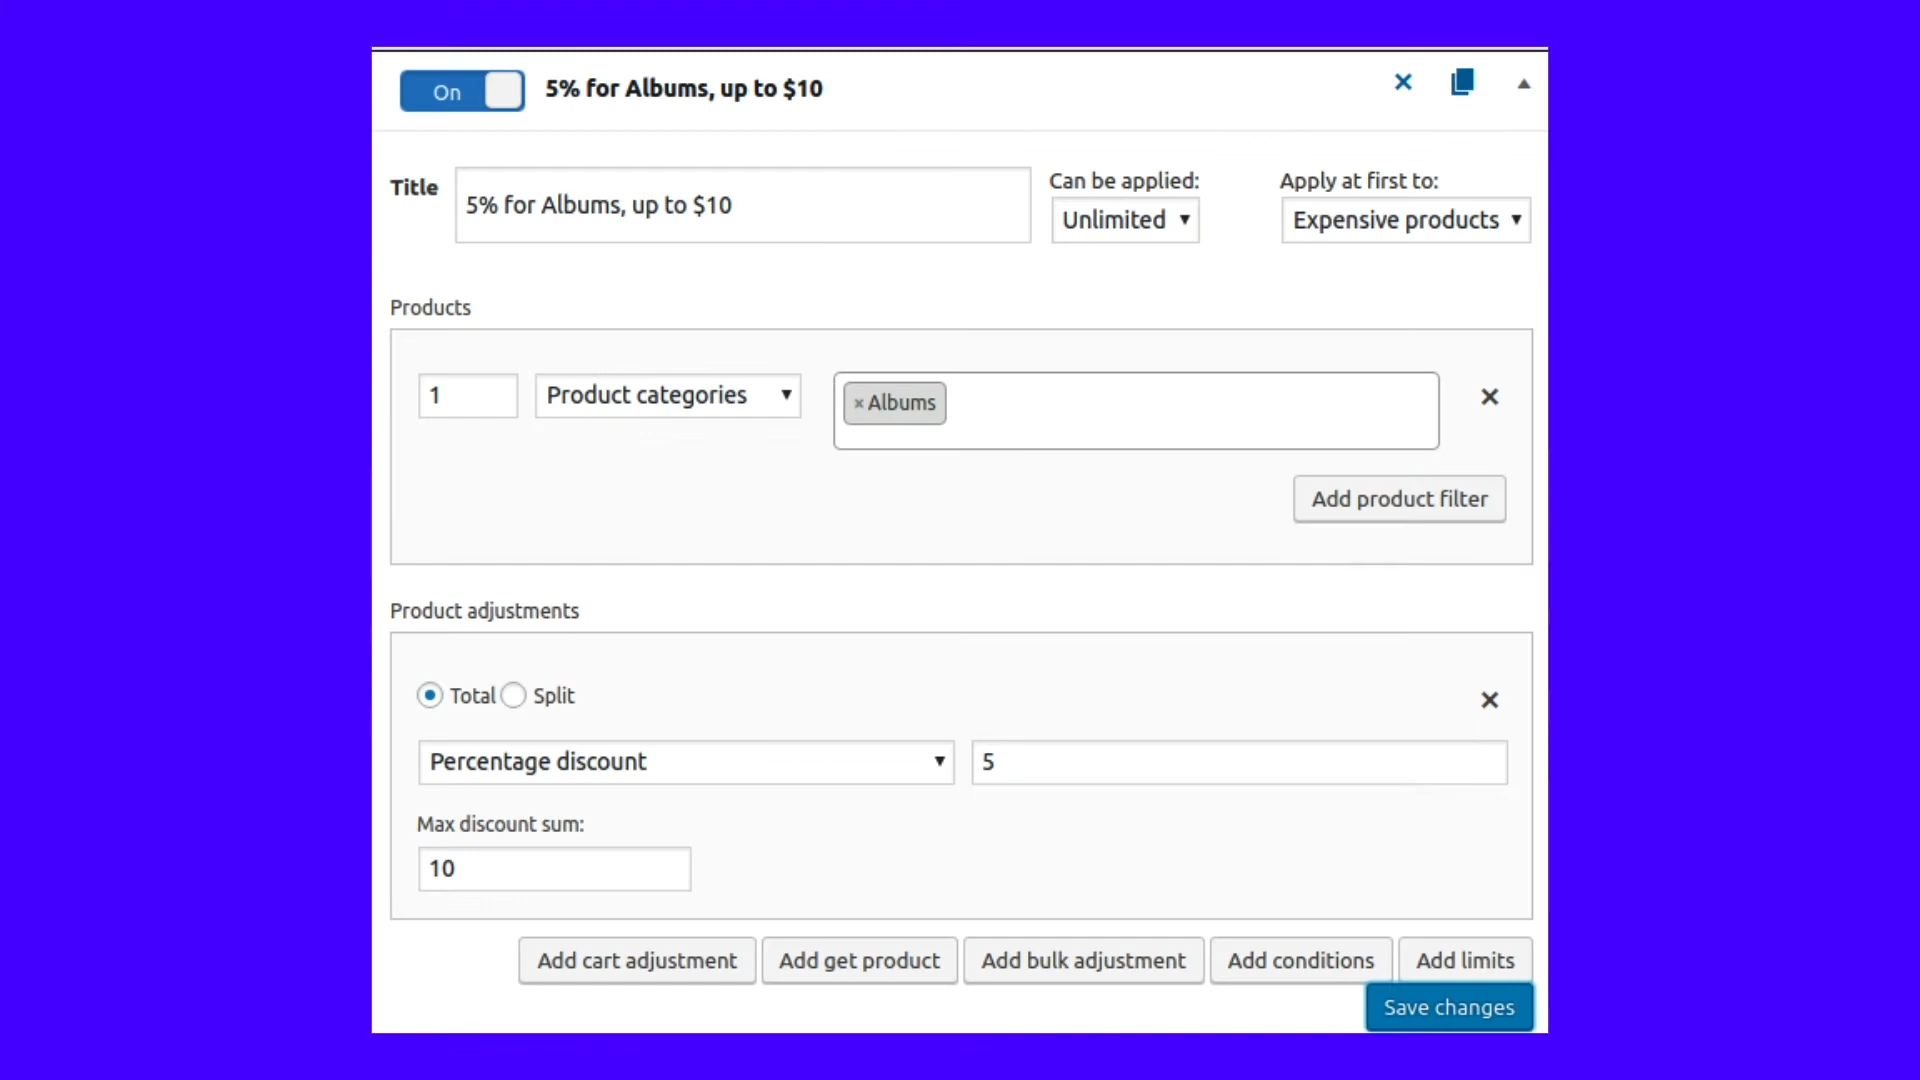 On 5% for Albums, up to $10
Title 5% for Albums, up to $10 Can be applied: Apply at first to:
Unlimited Expensive products
Products
1 Product categories × Albums
Add product filter
Product adjustments
Total Split
Percentage discount 5
Max discount sum:
10
Add cart adjustment Add get product Add bulk adjustment Add conditions Add limits
Save changes